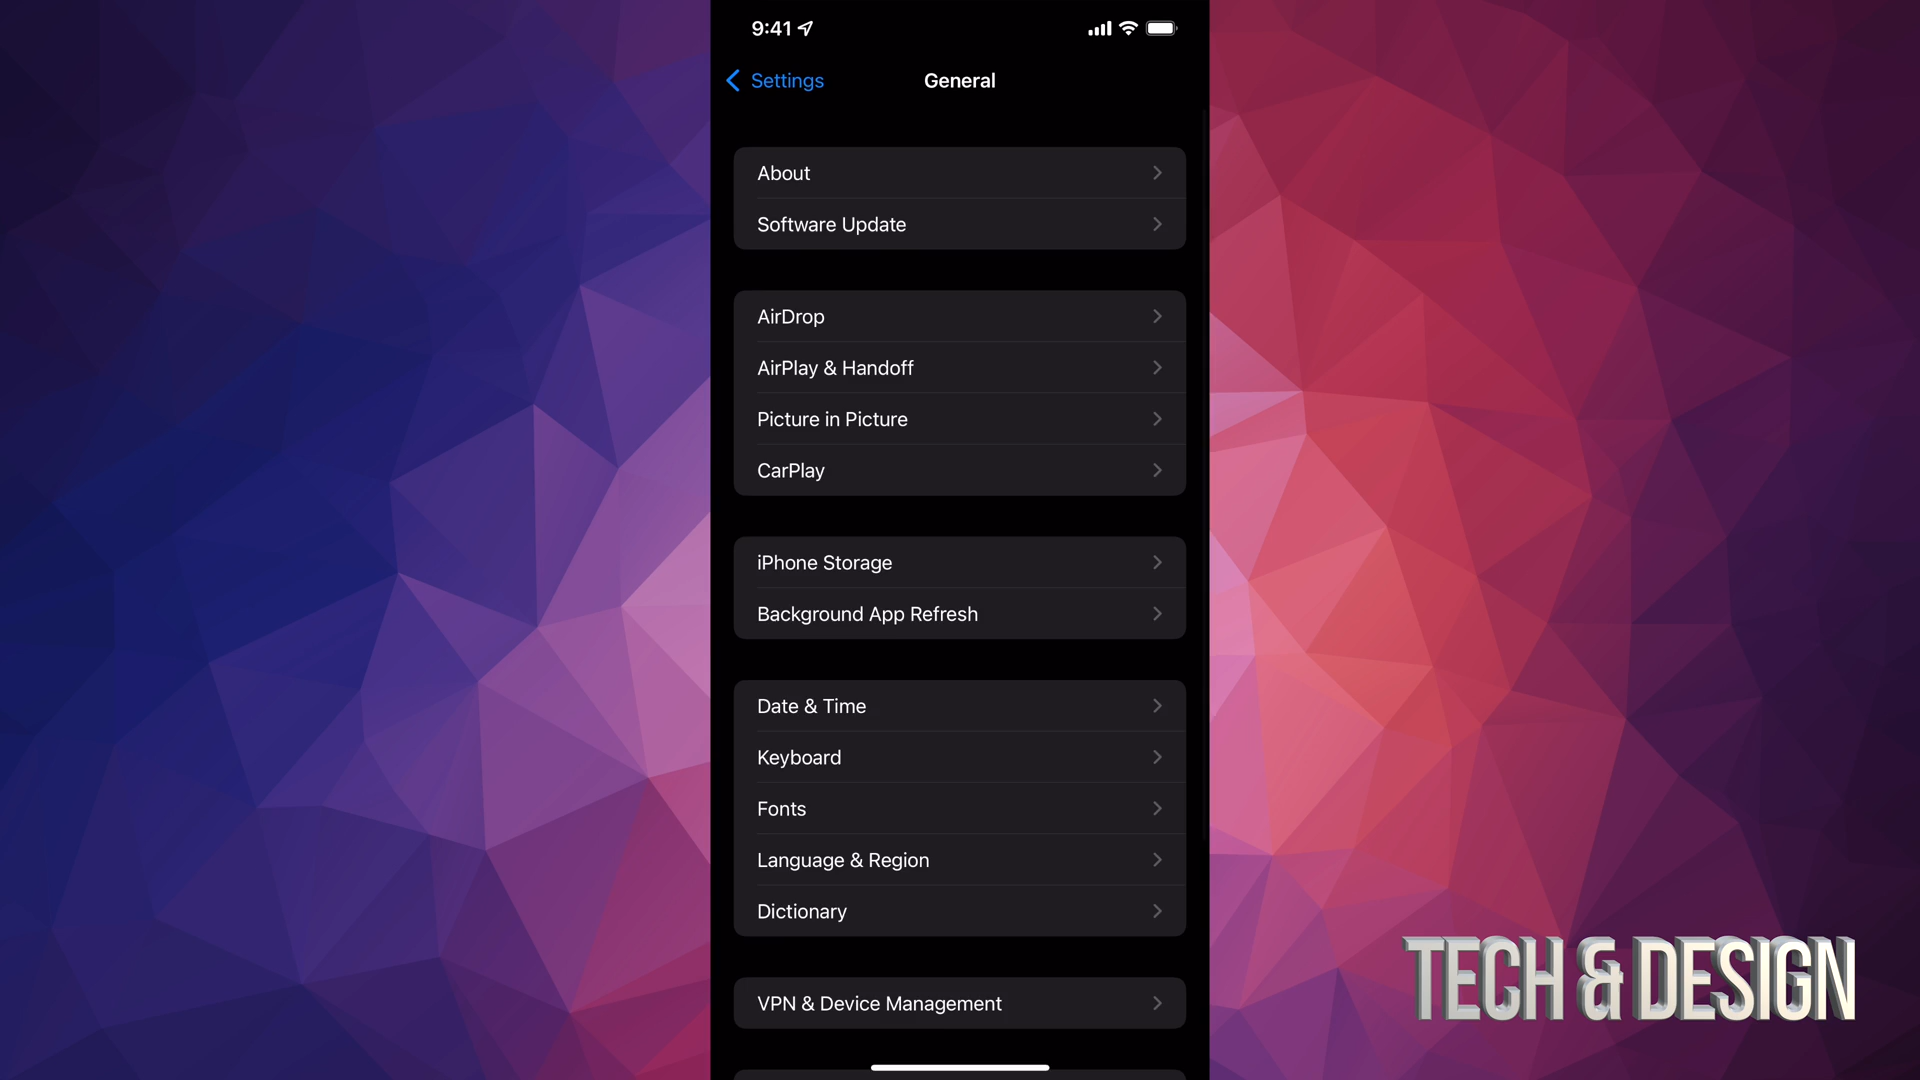 9:41
Settings
General
About
Software Update
AirDrop
AirPlay & Handoff
Picture in Picture
CarPlay
iPhone Storage
Background App Refresh
Date & Time
Keyboard
Fonts
Language & Region
Dictionary
VPN & Device Management
TECH & DESIGN